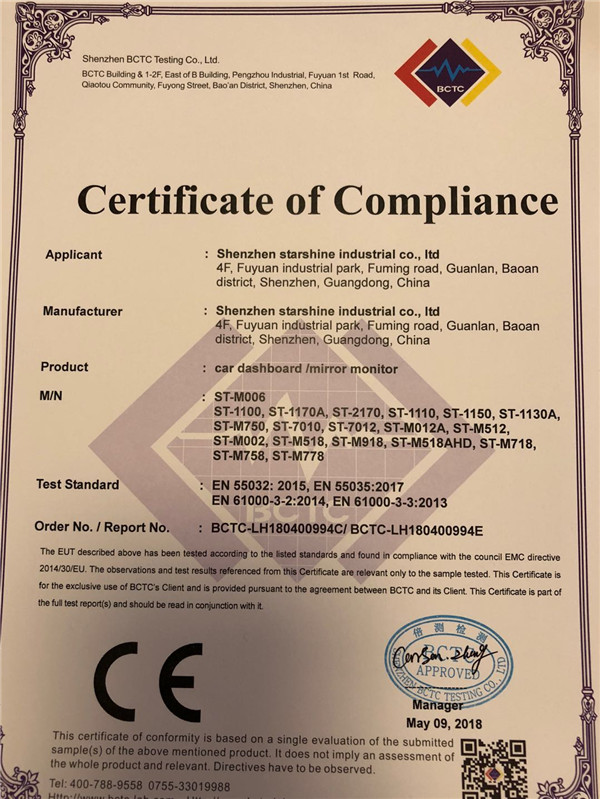 Shenzhen BCTC Testing Co., Ltd.
BCTC Building & 1-2F, East of B Building, Pengzhou Industrial, Fuyuan 1st Road,
Qiaotou Community, Fuyong Street, Bao'an District, Shenzhen, China
BCTC
Certificate of Compliance
Applicant : Shenzhen starshine industrial co., ltd
4F, Fuyuan industrial park, Fuming road, Guanlan, Baoan
district, Shenzhen, Guangdong, China
Manufacturer : Shenzhen starshine industrial co., ltd
4F, Fuyuan industrial park, Fuming road, Guanlan, Baoan
district, Shenzhen, Guangdong, China
Product : car dashboard /mirror monitor
M/N : ST-M006
ST-1100, ST-1170A, ST-2170, ST-1110, ST-1150, ST-1130A,
ST-M750, ST-7010, ST-7012, ST-M012A, ST-M512,
ST-M002, ST-M518, ST-M918, ST-M518AHD, ST-M718,
ST-M758, ST-M778
Test Standard : EN 55032: 2015, EN 55035:2017
EN 61000-3-2:2014, EN 61000-3-3:2013
BCTC
Order No. / Report No. : BCTC-LH180400994C/ BCTC-LH180400994E
The EUT described above has been tested according to the listed standards and found in compliance with the council EMC directive
2014/30/EU. The observations and test results referenced from this Certificate are relevant only to the sample tested. This Certificate is
for the exclusive use of BCTC's Client and is provided pursuant to the agreement between BCTC and its Client. This Certificate is part of
the full test report(s) and should be read in conjunction with it.
CE
倍测检测
BCTC
APPROVED
SHENZHEN BCTC TESTING CO., LTD
Manager
May 09, 2018
This certificate of conformity is based on a single evaluation of the submitted
sample(s) of the above mentioned product. It does not imply an assessment of
the whole product and relevant. Directives have to be observed.
Tel: 400-788-9558 0755-33019988